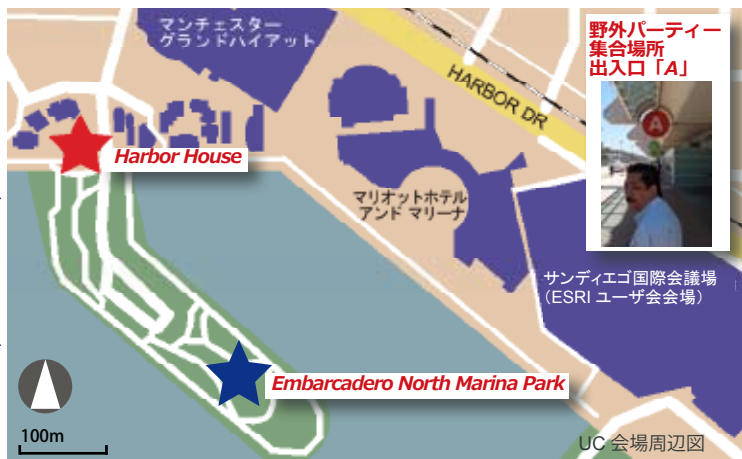 マンチェスター
グランドハイアット
野外パーティー
集合場所
出入口「A」
HARBOR DR
A
Harbor House
マリオットホテル
アンド マリーナ
サンディエゴ国際会議場
（ESRI ユーザ会会場）
Embarcadero North Marina Park
100m
UC 会場周辺図